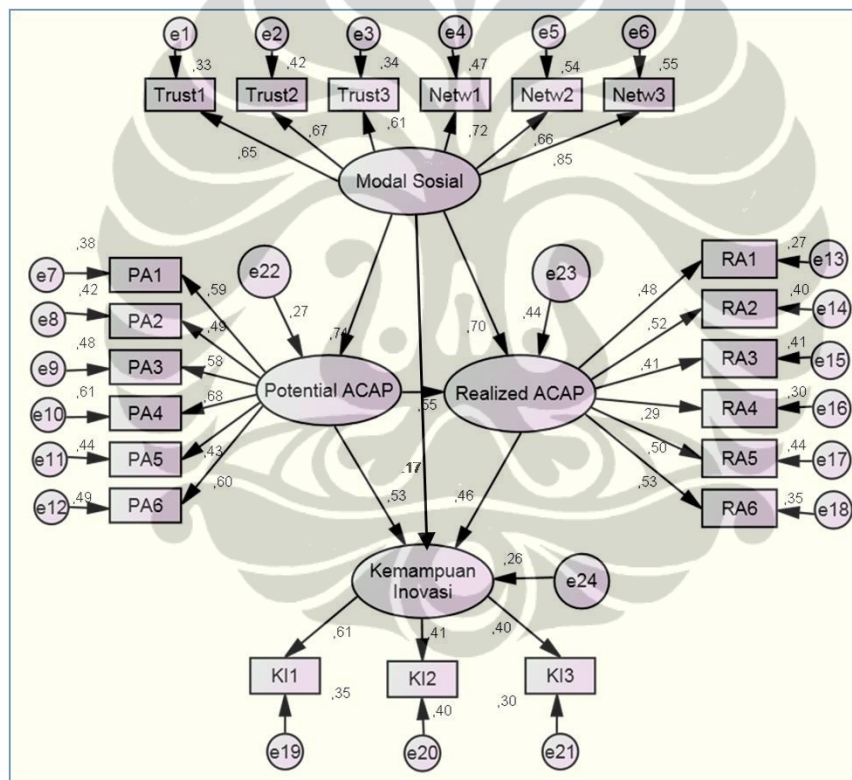 e1 e2 e3 e4 e5 e6
,33 ,42 ,34 ,47 ,54 ,55
Trust1 Trust2 Trust3 Netw1 Netw2 Netw3
,65 ,67 ,61 ,72 ,66 ,85
Modal Sosial
,38 ,27
e7 PA1 e22 e23 RA1 e13
,42 ,59 ,27 ,44 ,48 ,40
e8 PA2 ,49 RA2 e14
,48 ,74 ,70 ,52 ,41
e9 PA3 ,58 ,41 RA3 e15
,61 ,68 Potential ACAP ,55 Realized ACAP ,30
e10 PA4 RA4 e16
,44 ,43 ,29 ,50 ,44
e11 PA5 RA5 e17
,49 ,60 ,17 ,53 ,35
e12 PA6 ,53 ,46 RA6 e18
Kemampuan
Inovasi
,26 e24
,61 ,41 ,40
KI1 KI2 KI3
,35 ,40 ,30
e19 e20 e21